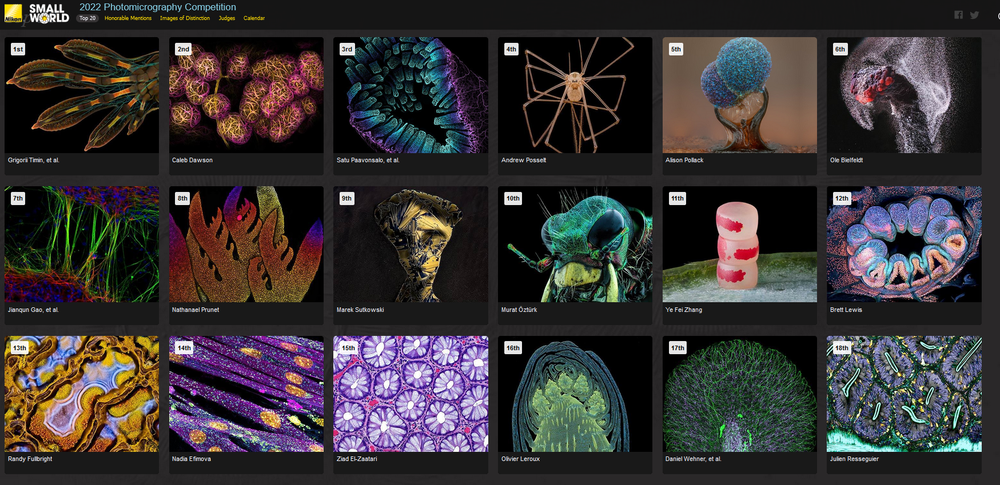 Nikon
SMALL
WORLD
2022 Photomicrography Competition
Top 20 Honorable Mentions Images of Distinction Judges Calendar
1st 2nd 3rd 4th 5th 6th
Grigorii Timin, et al. Caleb Dawson Satu Paavonsalo, et al. Andrew Posselt Alison Pollack Ole Bielfeldt
7th 8th 9th 10th 11th 12th
Jianqun Gao, et al. Nathanael Prunet Marek Sutkowski Murat Öztürk Ye Fei Zhang Brett Lewis
13th 14th 15th 16th 17th 18th
Randy Fullbright Nadia Efimova Ziad El-Zaatari Olivier Leroux Daniel Wehner, et al. Julien Resseguier